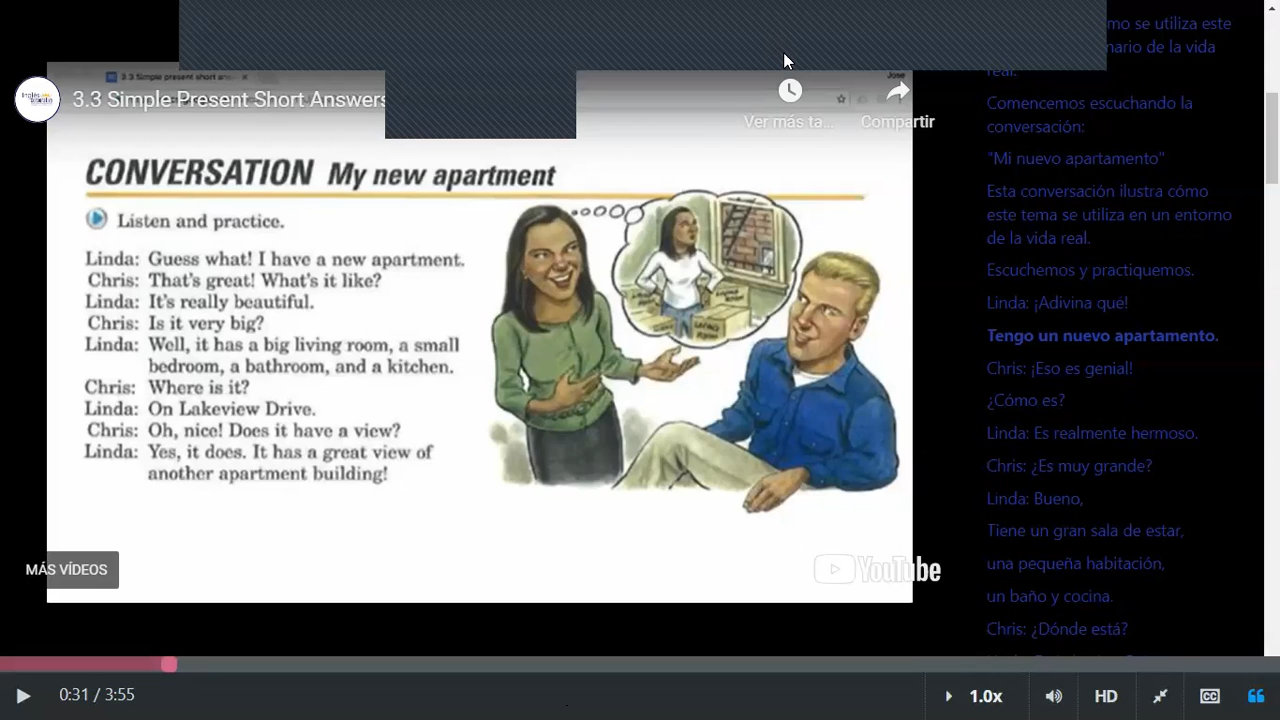 3.3 Simple present short ans
Jose
3.3 Simple Present Short Answers
Ver más ta...
Compartir
CONVERSATION My new apartment
Listen and practice.
Linda: Guess what! I have a new apartment.
Chris: That's great! What's it like?
Linda: It's really beautiful.
Chris: Is it very big?
Linda: Well, it has a big living room, a small
bedroom, a bathroom, and a kitchen.
Chris: Where is it?
Linda: On Lakeview Drive.
Chris: Oh, nice! Does it have a view?
Linda: Yes, it does. It has a great view of
another apartment building!
MÁS VÍDEOS
YouTube
mo se utiliza este
nario de la vida
real.
Comencemos escuchando la
conversación:
"Mi nuevo apartamento"
Esta conversación ilustra cómo
este tema se utiliza en un entorno
de la vida real.
Escuchemos y practiquemos.
Linda: ¡Adivina qué!
Tengo un nuevo apartamento.
Chris: ¡Eso es genial!
¿Cómo es?
Linda: Es realmente hermoso.
Chris: ¿Es muy grande?
Linda: Bueno,
Tiene un gran sala de estar,
una pequeña habitación,
un baño y cocina.
Chris: ¿Dónde está?
0:31 / 3:55
1.0x
HD
CC